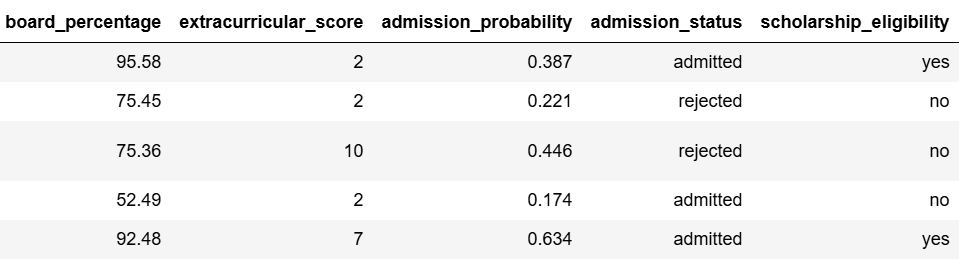 board_percentage extracurricular_score admission_probability admission_status scholarship_eligibility
95.58 2 0.387 admitted yes
75.45 2 0.221 rejected no
75.36 10 0.446 rejected no
52.49 2 0.174 admitted no
92.48 7 0.634 admitted yes